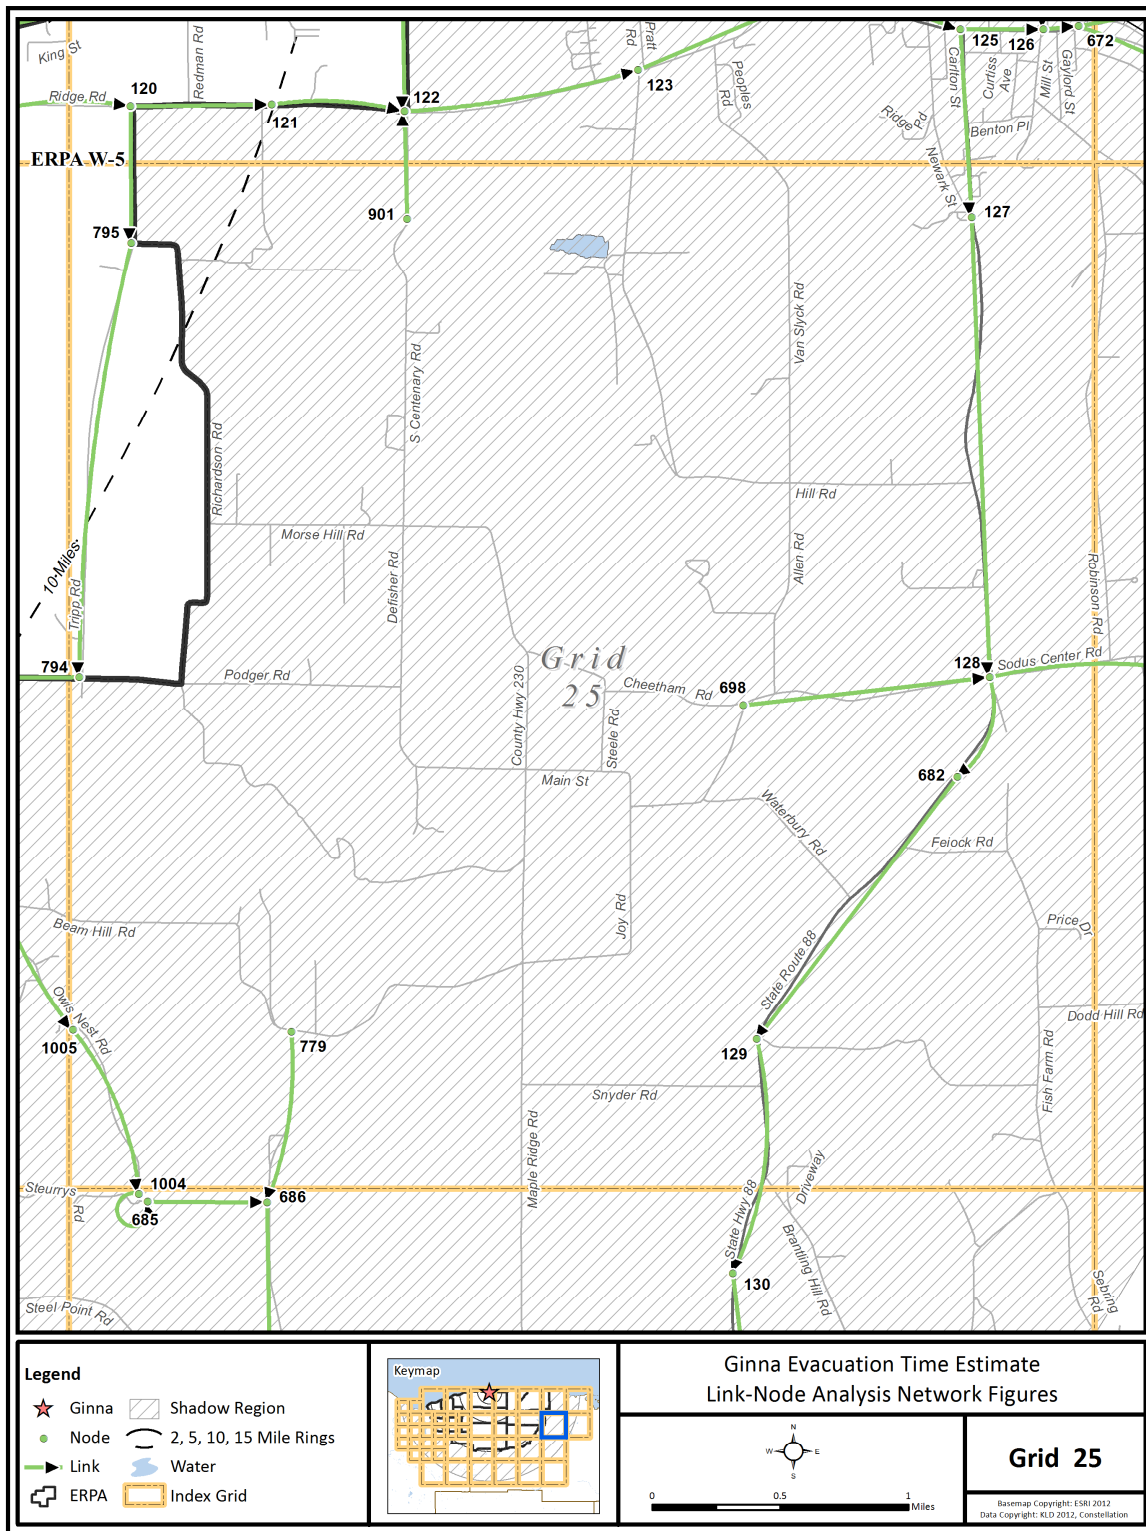 King St
Redman Rd
Pratt Rd
Peoples Rd
125
126
672
Carlton St
Curtiss Ave
Mill St
Gaylord St
120
Ridge Rd
121
122
123
Ridge Rd
Benton Pl
ERPA W-5
Newark St
901
127
795
Van Slyck Rd
S Centenary Rd
Richardson Rd
Hill Rd
Morse Hill Rd
10 Miles
Tripp Rd
Defisher Rd
Allen Rd
Robinson Rd
794
Podger Rd
County Hwy 230
Grid
25
Cheetham Rd
698
128
Sodus Center Rd
Steele Rd
Main St
682
Waterbury Rd
Feiock Rd
Joy Rd
Beam Hill Rd
Price Dr
State Route 88
Owls Nest Rd
1005
779
129
Dodd Hill Rd
Fish Farm Rd
Snyder Rd
Maple Ridge Rd
Steurrys Rd
1004
685
686
State Hwy 88
Driveway
Brantling Hill Rd
130
Sebring Rd
Steel Point Rd
Legend
Ginna
Shadow Region
Node
2, 5, 10, 15 Mile Rings
Link
Water
ERPA
Index Grid
Keymap
Ginna Evacuation Time Estimate
Link-Node Analysis Network Figures
N
W
E
S
0
0.5
1
Miles
Grid 25
Basemap Copyright: ESRI 2012
Data Copyright: KLD 2012, Constellation